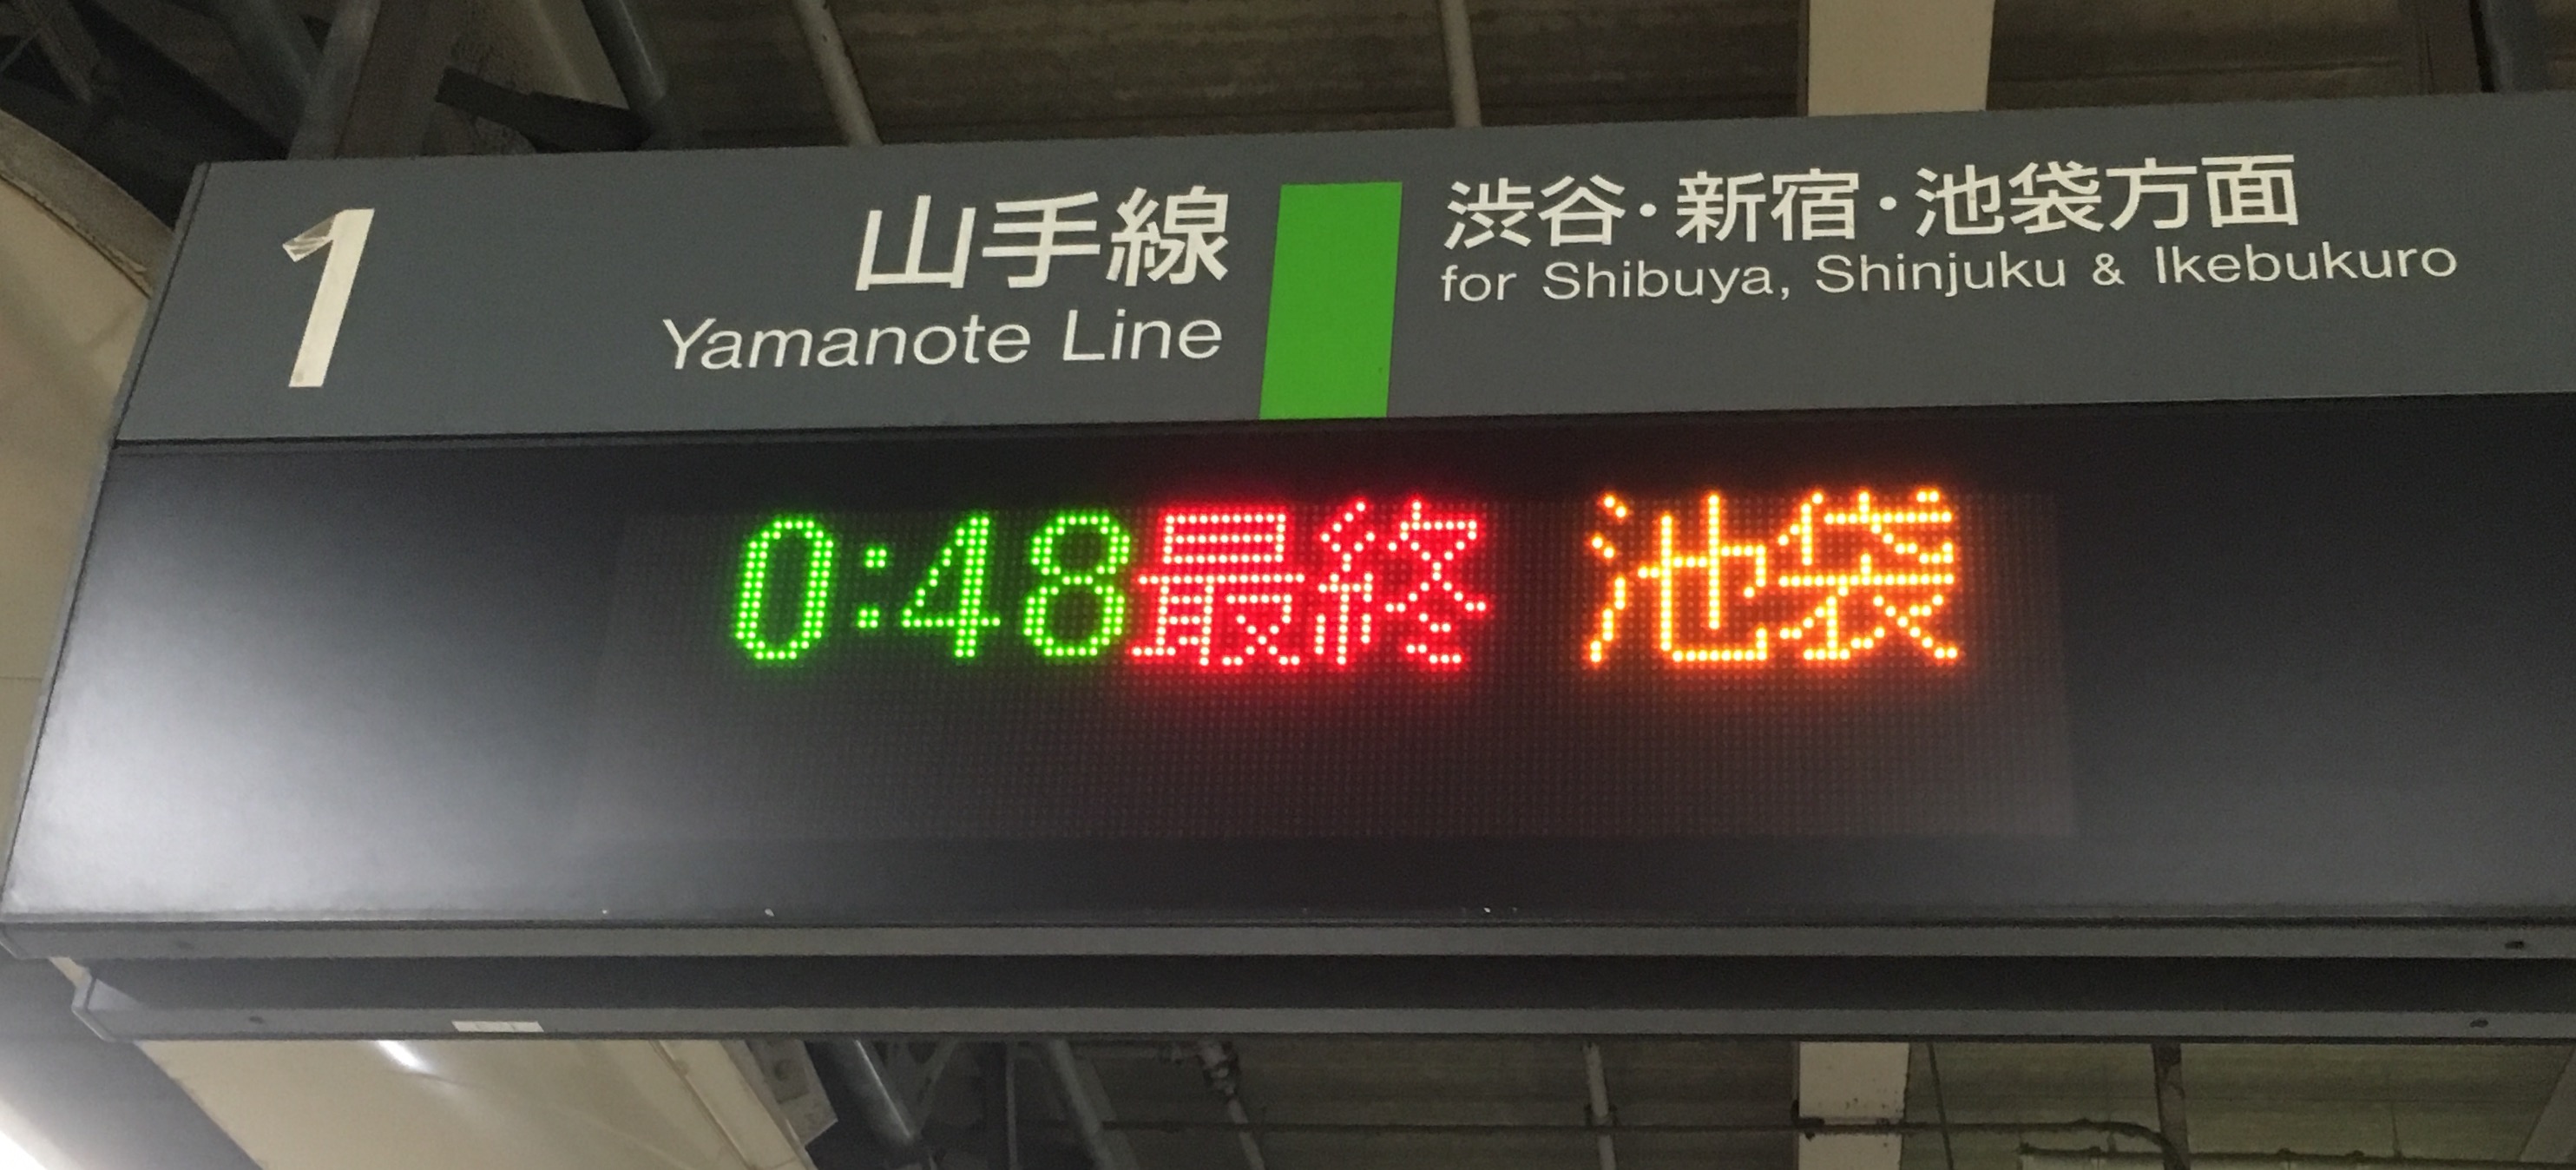 1
山手線
Yamanote Line
渋谷・新宿・池袋方面
for Shibuya, Shinjuku & Ikebukuro
0:48最終 池袋